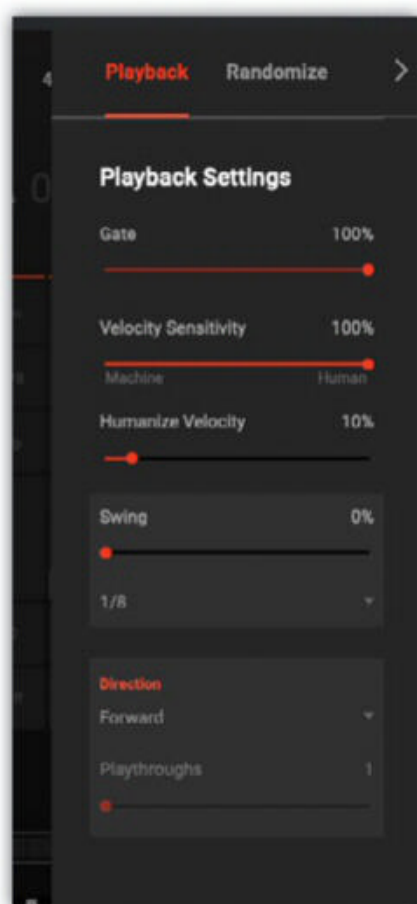 4
Playback Randomize
Playback Settings
Gate 100%
Velocity Sensitivity 100%
Machine Human
Humanize Velocity 10%
Swing 0%
1/8
Direction
Forward
Playthroughs 1